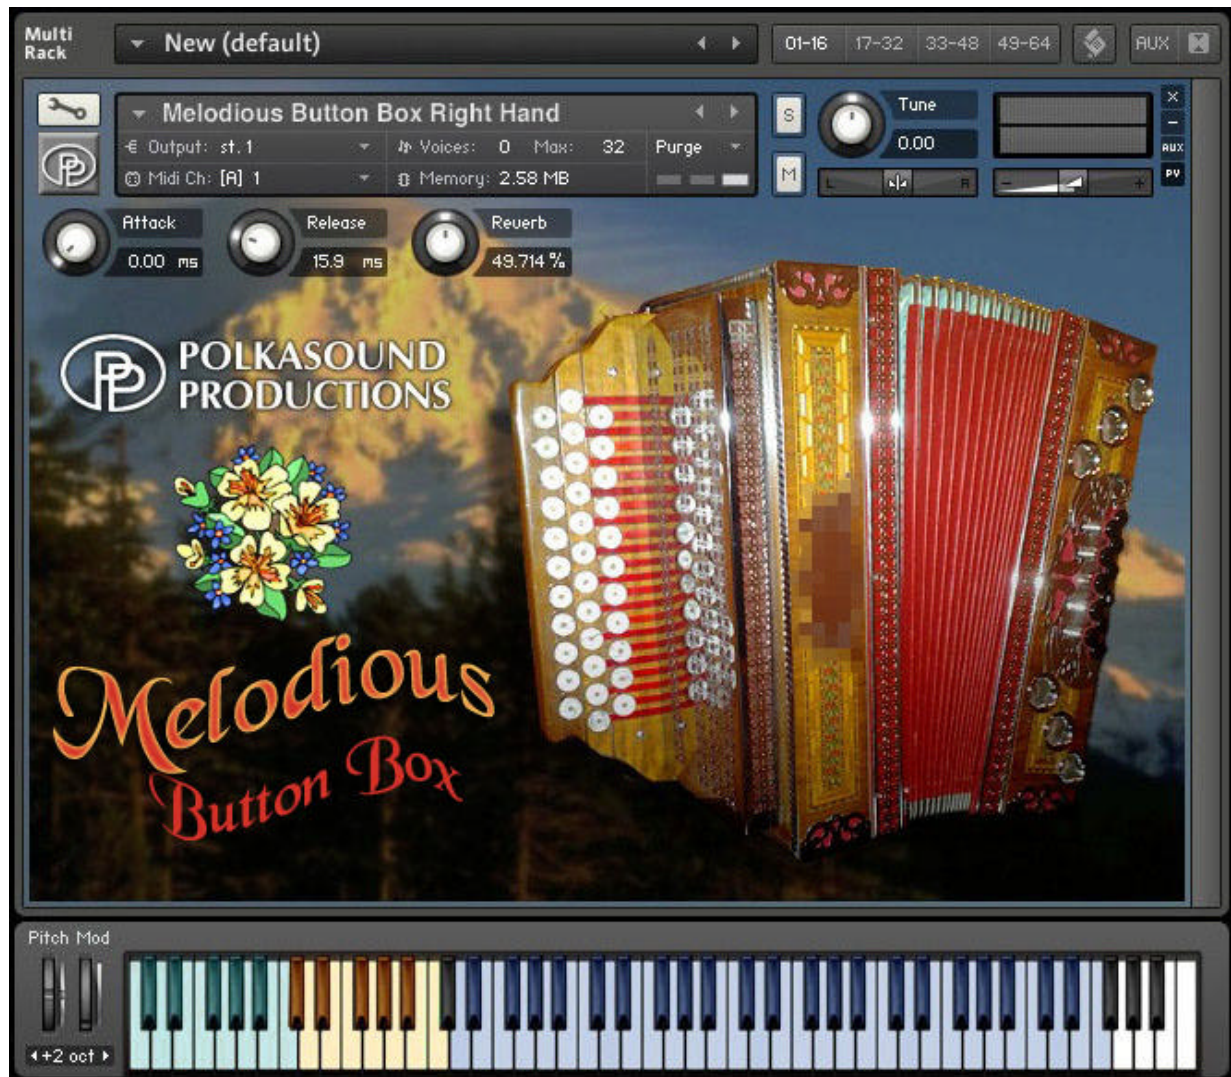 Multi
Rack
New (default)
01-16 17-32 33-48 49-64 AUX
Melodious Button Box Right Hand
S
Tune
0.00
Output: st.1 Voices: 0 Max: 32 Purge
Midi Ch: [A] 1 Memory: 2.58 MB
M
L R
- +
X
-
AUX
PV
Attack Release Reverb
0.00 ms 15.9 ms 49.714 %
PP POLKASOUND
PRODUCTIONS
Melodious
Button Box
Pitch Mod
+2 oct